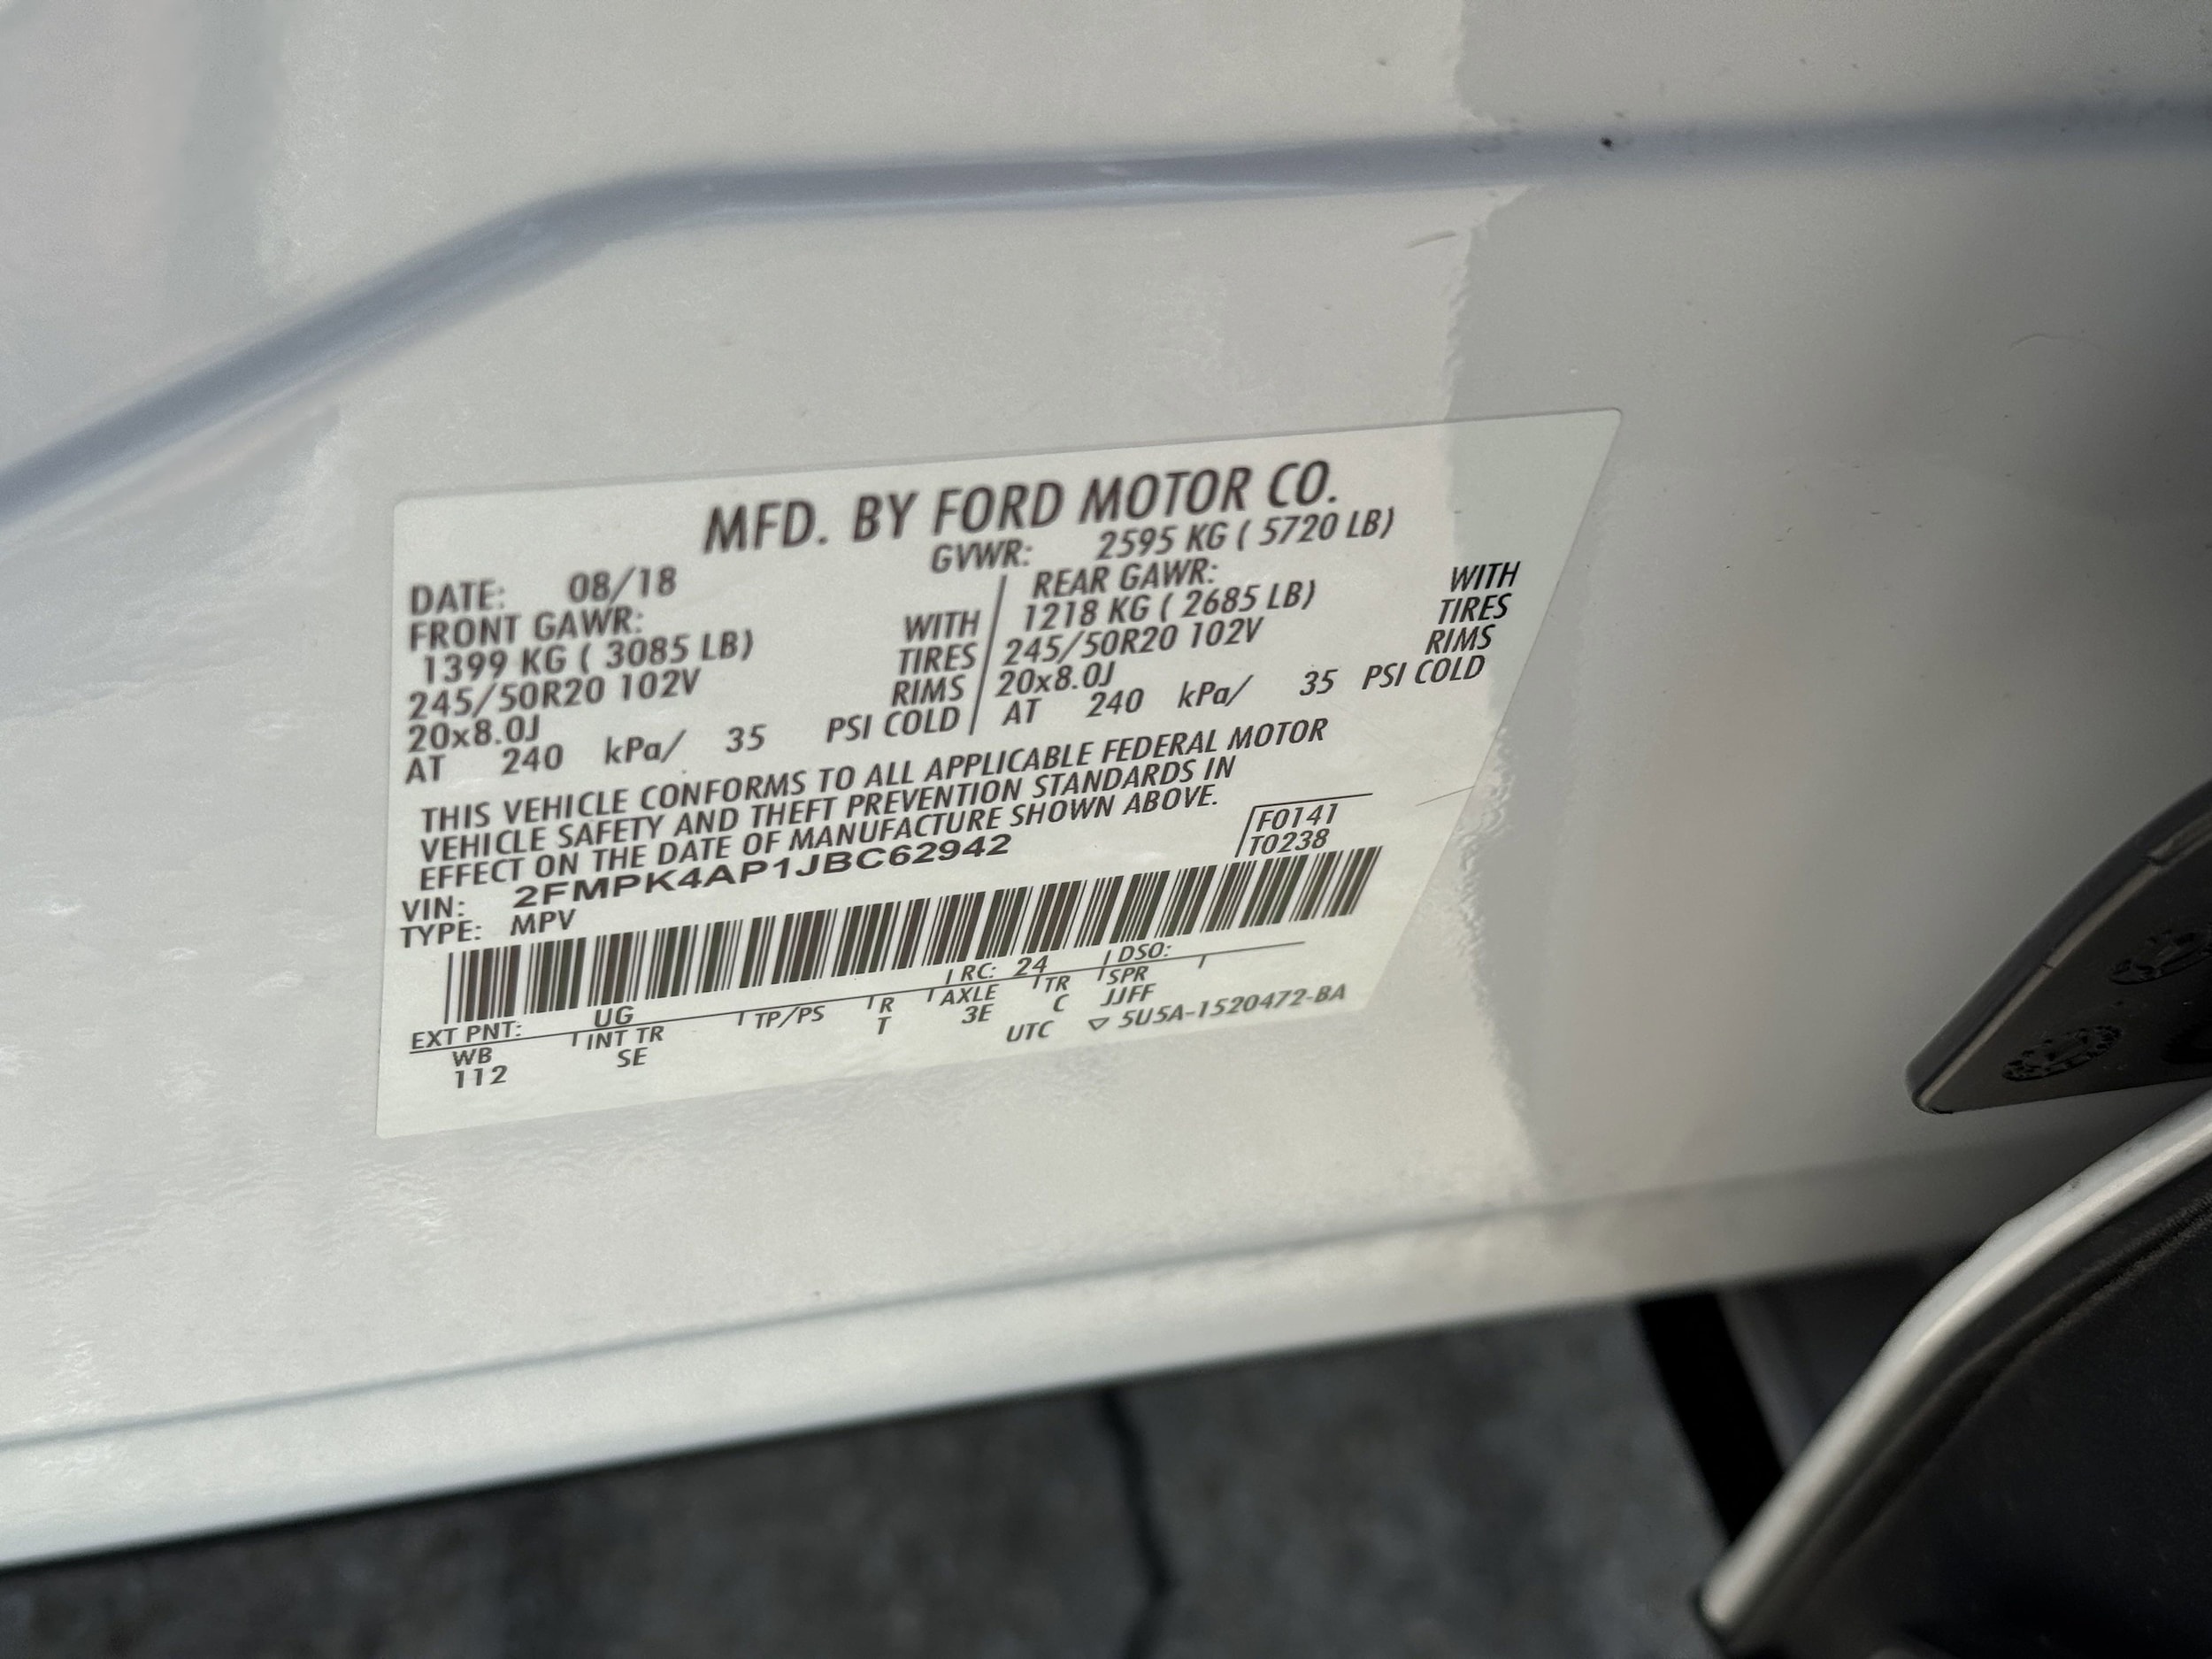 MFD. BY FORD MOTOR CO.
DATE: 08/18 GVWR: 2595 KG ( 5720 LB)
FRONT GAWR: REAR GAWR:
1399 KG ( 3085 LB) WITH 1218 KG ( 2685 LB) WITH
245/50R20 102V TIRES 245/50R20 102V TIRES
20x8.0J RIMS 20x8.0J RIMS
AT 240 kPa/ 35 PSI COLD AT 240 kPa/ 35 PSI COLD
THIS VEHICLE CONFORMS TO ALL APPLICABLE FEDERAL MOTOR
VEHICLE SAFETY AND THEFT PREVENTION STANDARDS IN
EFFECT ON THE DATE OF MANUFACTURE SHOWN ABOVE.
VIN: 2FMPK4AP1JBC62942 F0141
TYPE: MPV T0238
EXT PNT: UG RC: 24 DSO:
WB INT TR TP/PS R AXLE TR SPR
112 SE T 3E C JJFF
UTC ▽ 5U5A-1520472-BA